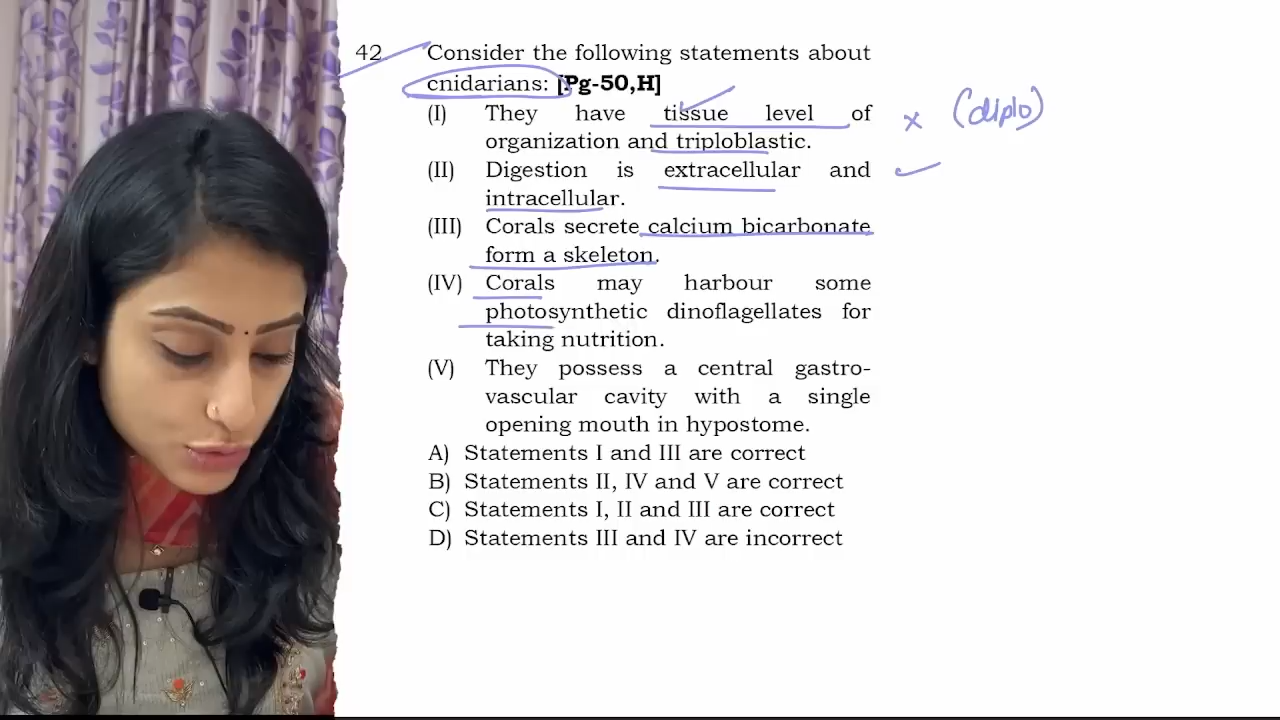 42 Consider the following statements about
cnidarians: [Pg-50,H]
(I) They have tissue level of
organization and triploblastic.
x (diplo)
(II) Digestion is extracellular and
intracellular.
(III) Corals secrete calcium bicarbonate
form a skeleton.
(IV) Corals may harbour some
photosynthetic dinoflagellates for
taking nutrition.
(V) They possess a central gastro-
vascular cavity with a single
opening mouth in hypostome.
A) Statements I and III are correct
B) Statements II, IV and V are correct
C) Statements I, II and III are correct
D) Statements III and IV are incorrect